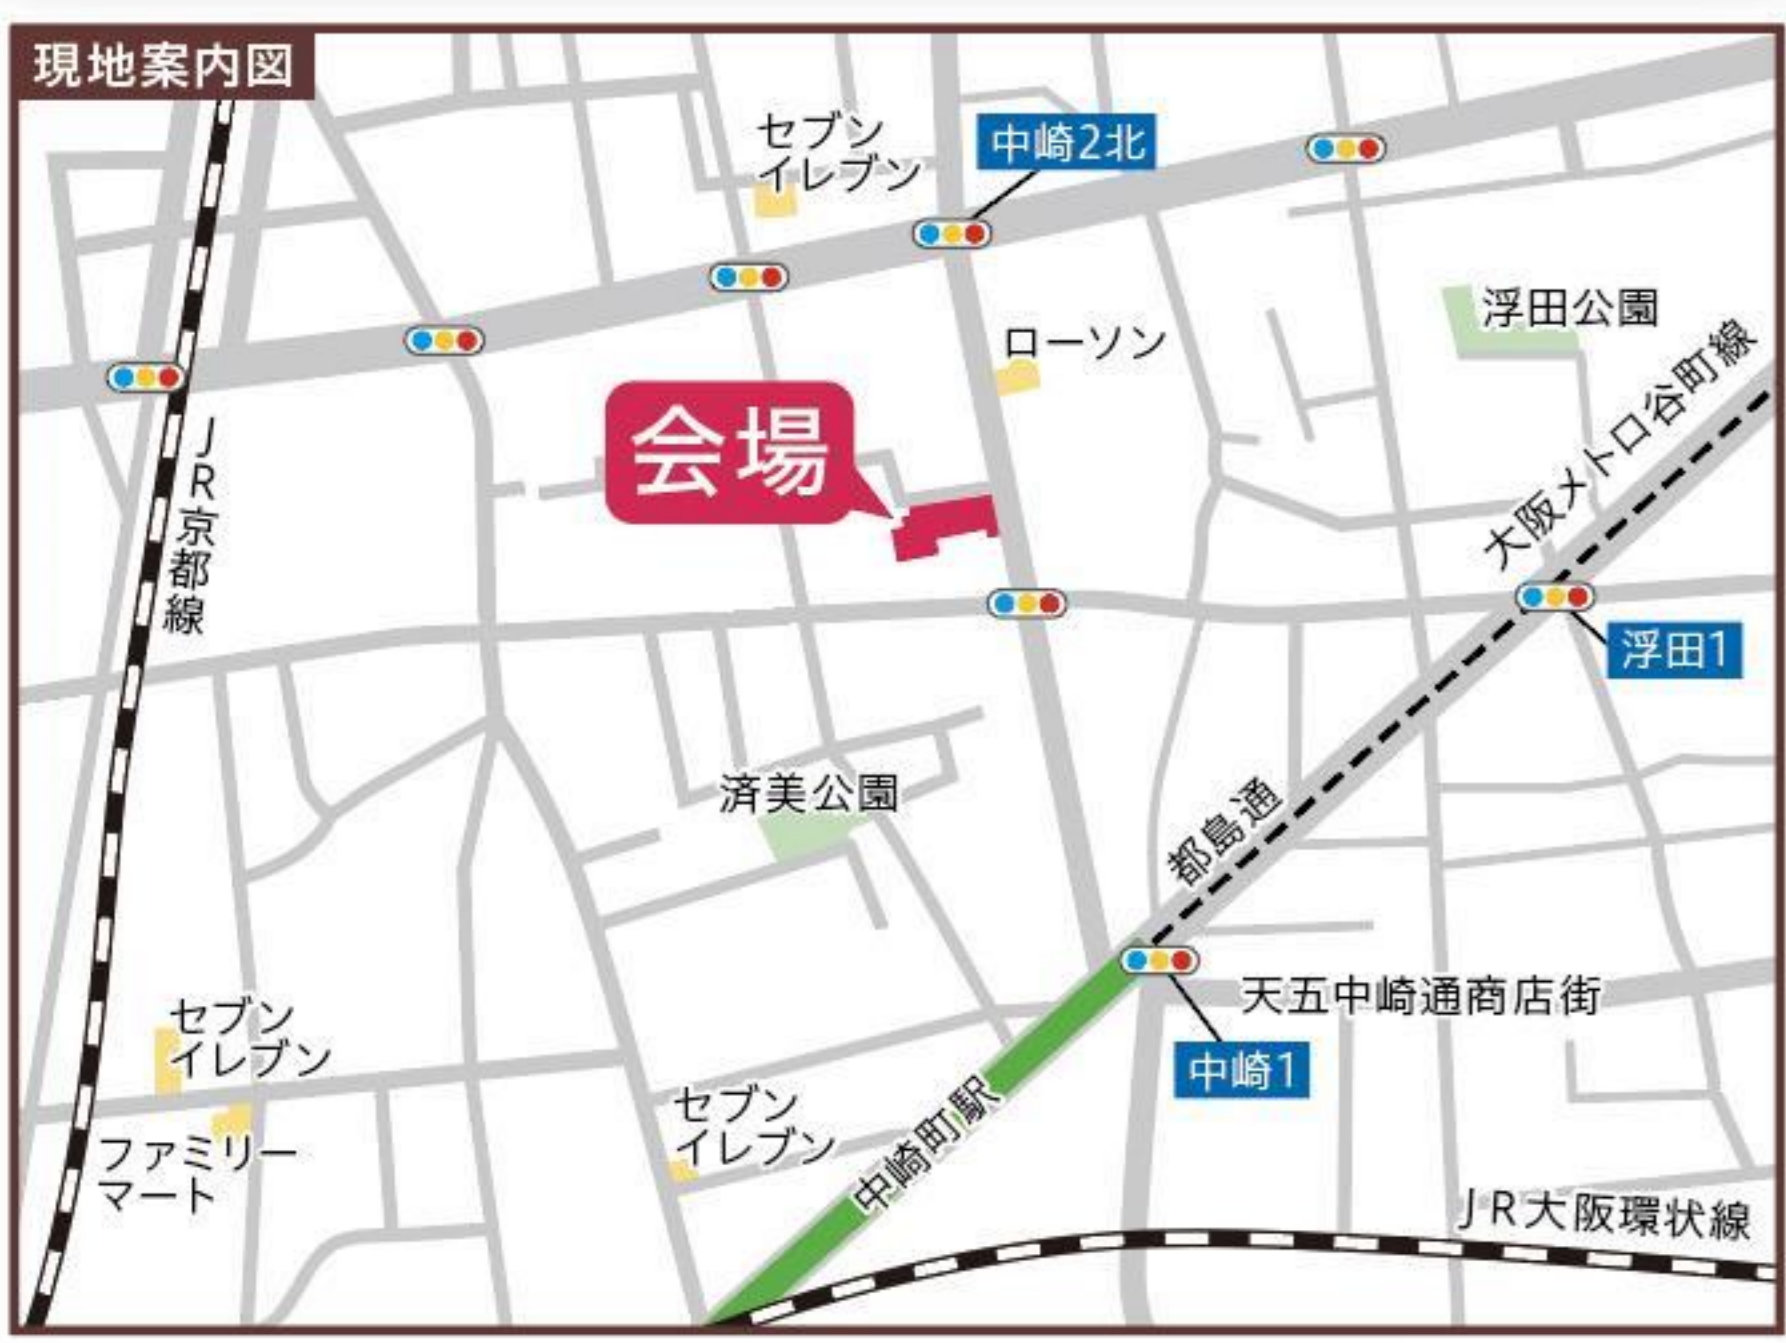 現地案内図
セブン
イレブン
中崎2北
ローソン
浮田公園
会場
大阪メトロ谷町線
JR京都線
浮田1
済美公園
都島通
天五中崎通商店街
中崎1
セブン
イレブン
ファミリー
マート
セブン
イレブン
中崎町駅
JR大阪環状線